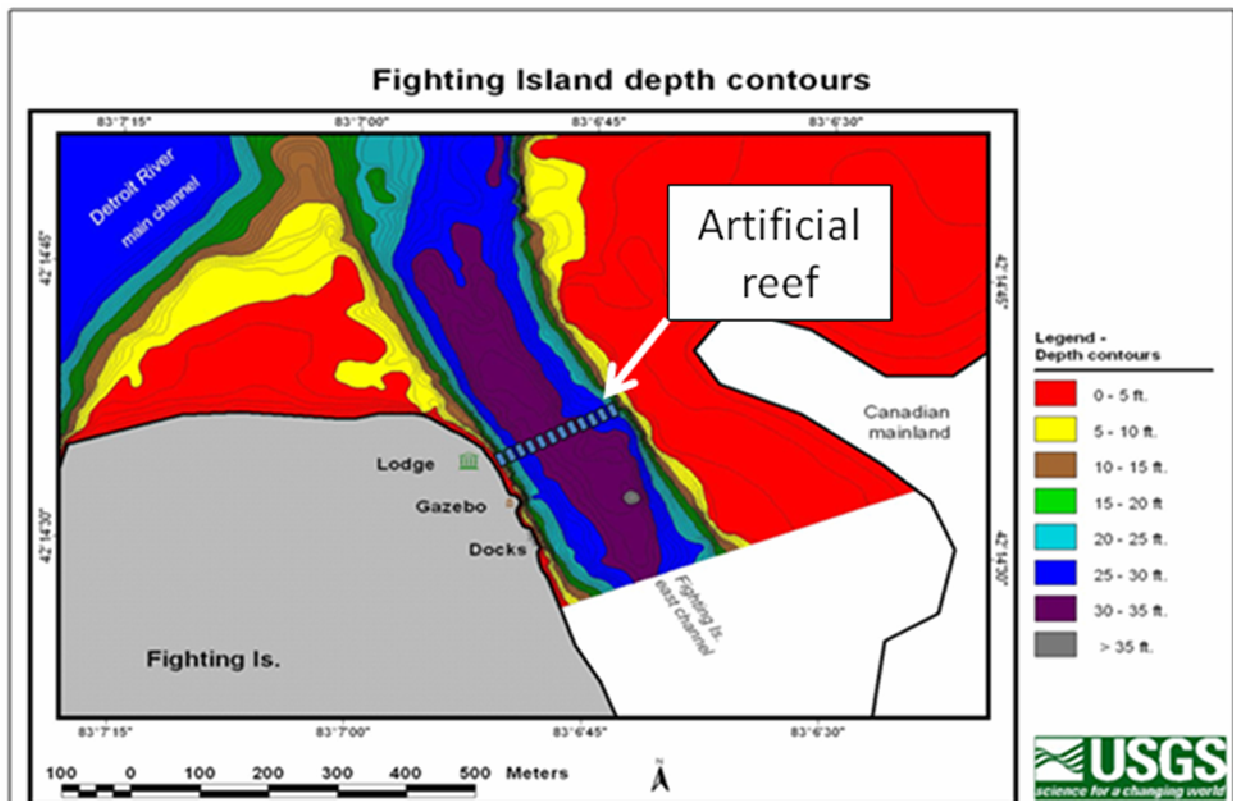 Fighting Island depth contours
83°7'15"
83°7'00"
83°6'45"
83°6'30"
Detroit River
main channel
42°14'45"
42°14'45"
Artificial
reef
Legend -
Depth contours
0 - 5 ft.
5 - 10 ft.
10 - 15 ft.
15 - 20 ft
20 - 25 ft.
25 - 30 ft.
30 - 35 ft.
> 35 ft.
Canadian
mainland
Lodge
Gazebo
Docks
42°14'30"
42°14'30"
Fighting Is.
east channel
Fighting Is.
83°7'15"
83°7'00"
83°6'45"
83°6'30"
100 0 100 200 300 400 500 Meters
N
USGS
science for a changing world